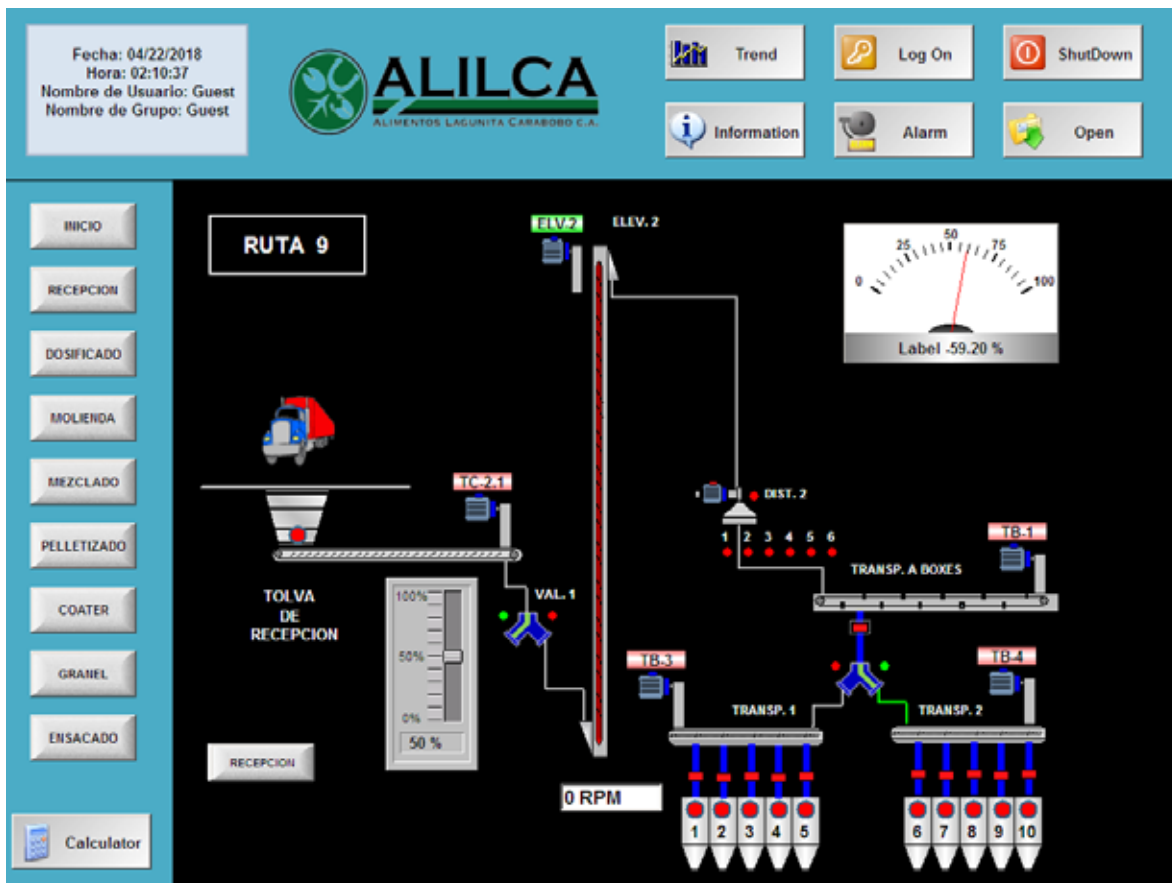 Fecha: 04/22/2018
Hora: 02:10:37
Nombre de Usuario: Guest
Nombre de Grupo: Guest
ALILCA
ALIMENTOS LAGUNITA CARABOBO C.A.
Trend
Log On
ShutDown
Information
Alarm
Open
INICIO
RECEPCION
DOSIFICADO
MOLIENDA
MEZCLADO
PELLETIZADO
COATER
GRANEL
ENSACADO
Calculator
RUTA 9
ELV.2
ELEV. 2
0 25 50 75 100
Label -59.20 %
TC-2.1
DIST. 2
1 2 3 4 5 6
TB-1
TRANSP. A BOXES
TOLVA
DE
RECEPCION
100%
50%
0%
50 %
VAL. 1
TB-3
TB-4
TRANSP. 1
TRANSP. 2
RECEPCION
0 RPM
1 2 3 4 5
6 7 8 9 10